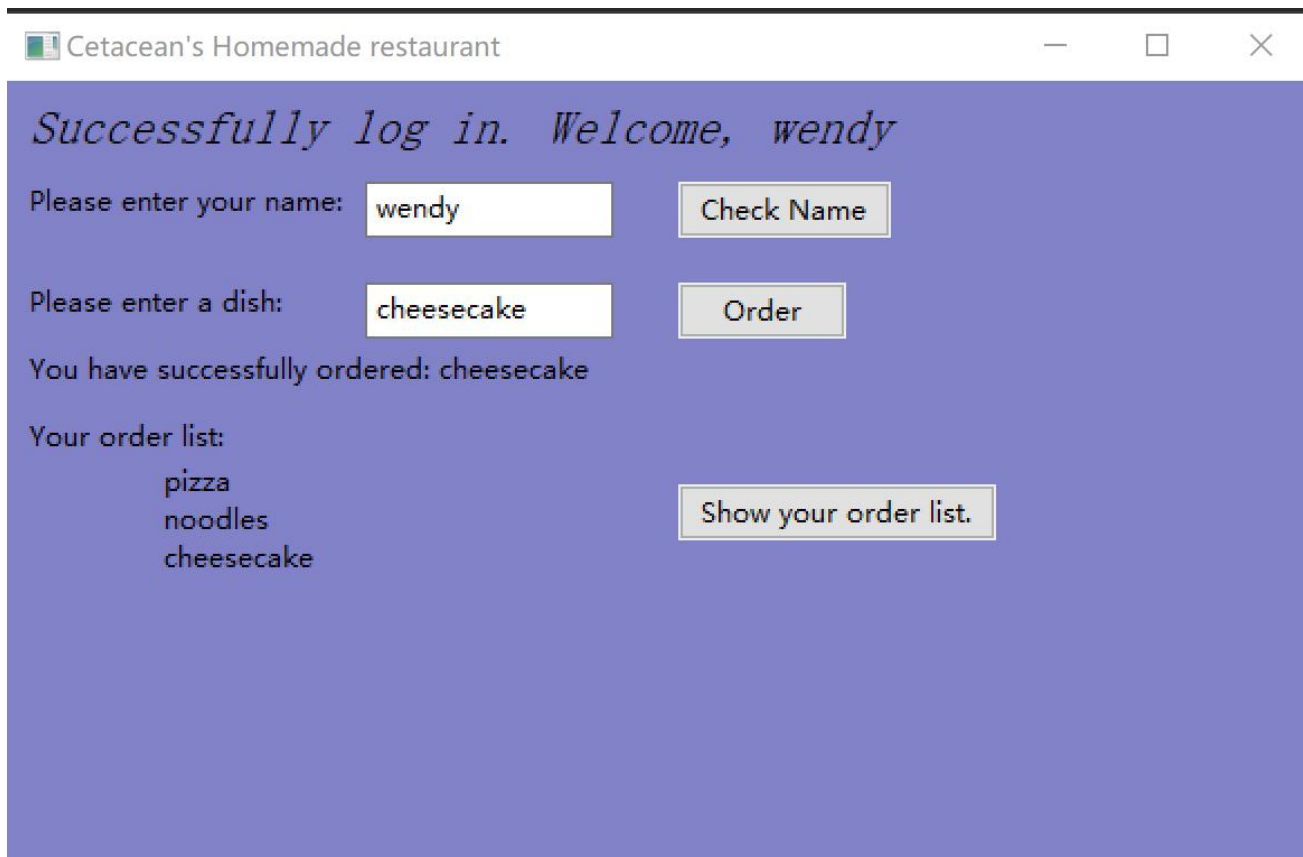 Cetacean's Homemade restaurant
Successfully log in. Welcome, wendy
Please enter your name: wendy Check Name
Please enter a dish: cheesecake Order
You have successfully ordered: cheesecake
Your order list:
pizza
noodles
cheesecake
Show your order list.